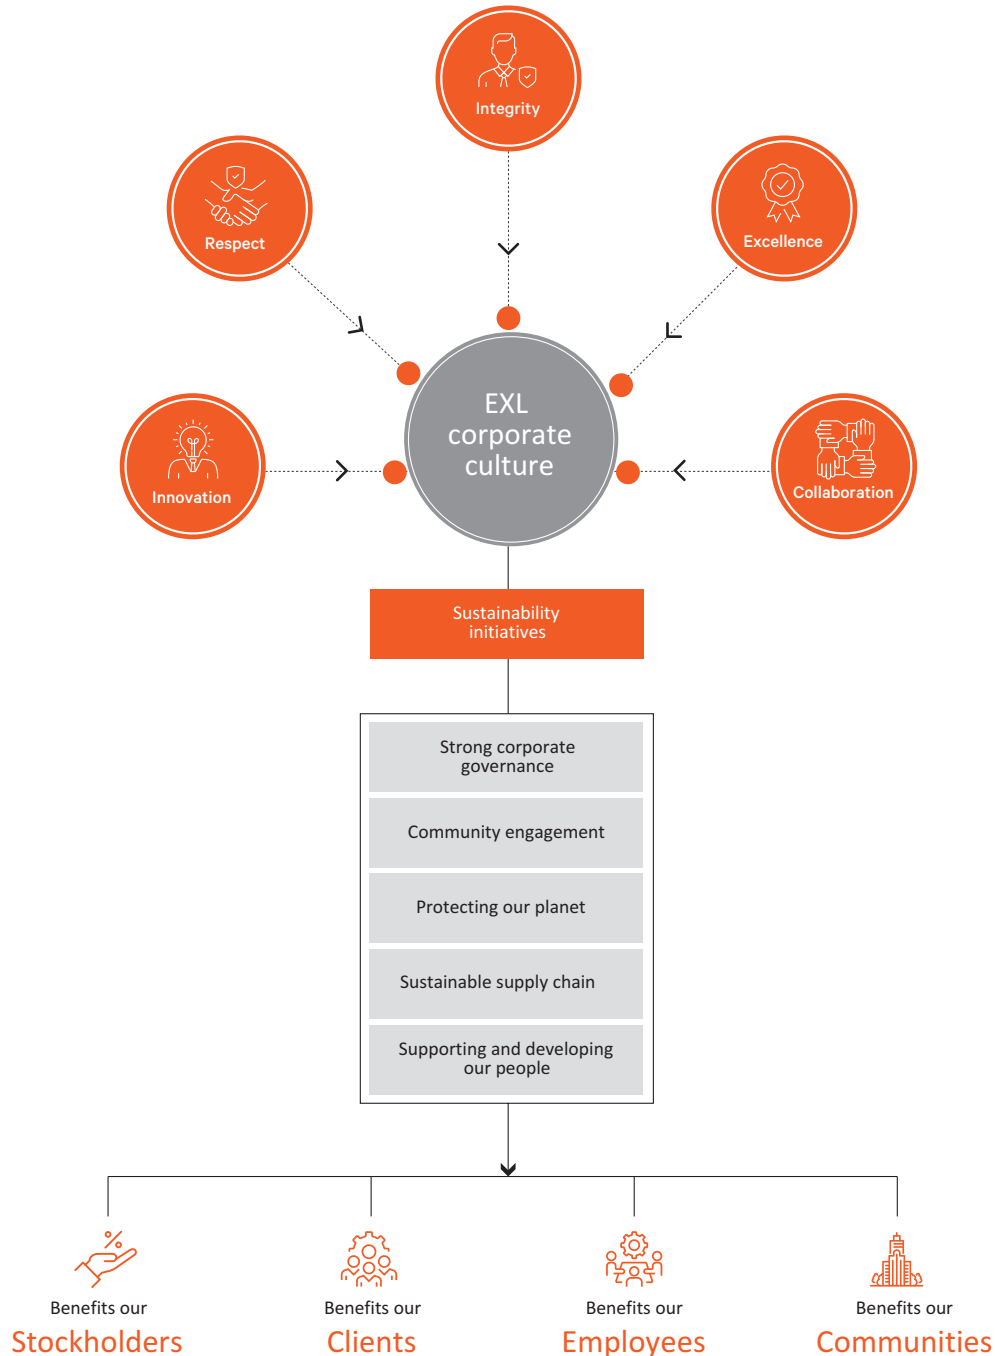 Integrity
Respect
Excellence
EXL
corporate
culture
Innovation
Collaboration
Sustainability
initiatives
Strong corporate
governance
Community engagement
Protecting our planet
Sustainable supply chain
Supporting and developing
our people
Benefits our
Stockholders
Benefits our
Clients
Benefits our
Employees
Benefits our
Communities